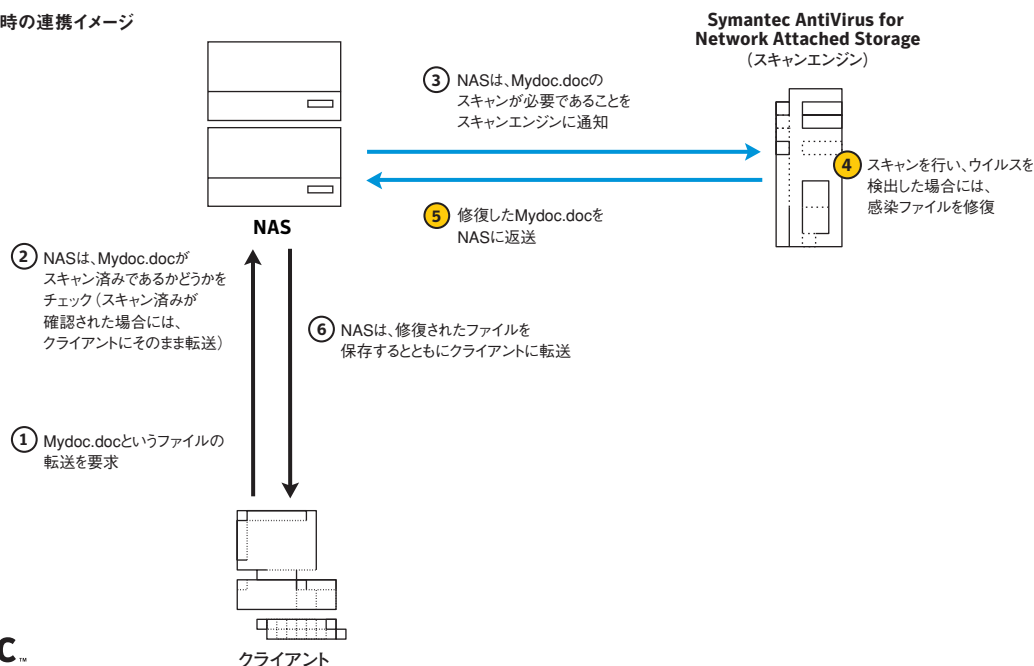 時の連携イメージ
Symantec AntiVirus for
Network Attached Storage
(スキャンエンジン)
3 NASは、Mydoc.docの
スキャンが必要であることを
スキャンエンジンに通知
4 スキャンを行い、ウイルスを
検出した場合には、
感染ファイルを修復
5 修復したMydoc.docを
NASに返送
NAS
2 NASは、Mydoc.docが
スキャン済みであるかどうかを
チェック(スキャン済みが
確認された場合には、
クライアントにそのまま転送)
6 NASは、修復されたファイルを
保存するとともにクライアントに転送
1 Mydoc.docというファイルの
転送を要求
c™
クライアント